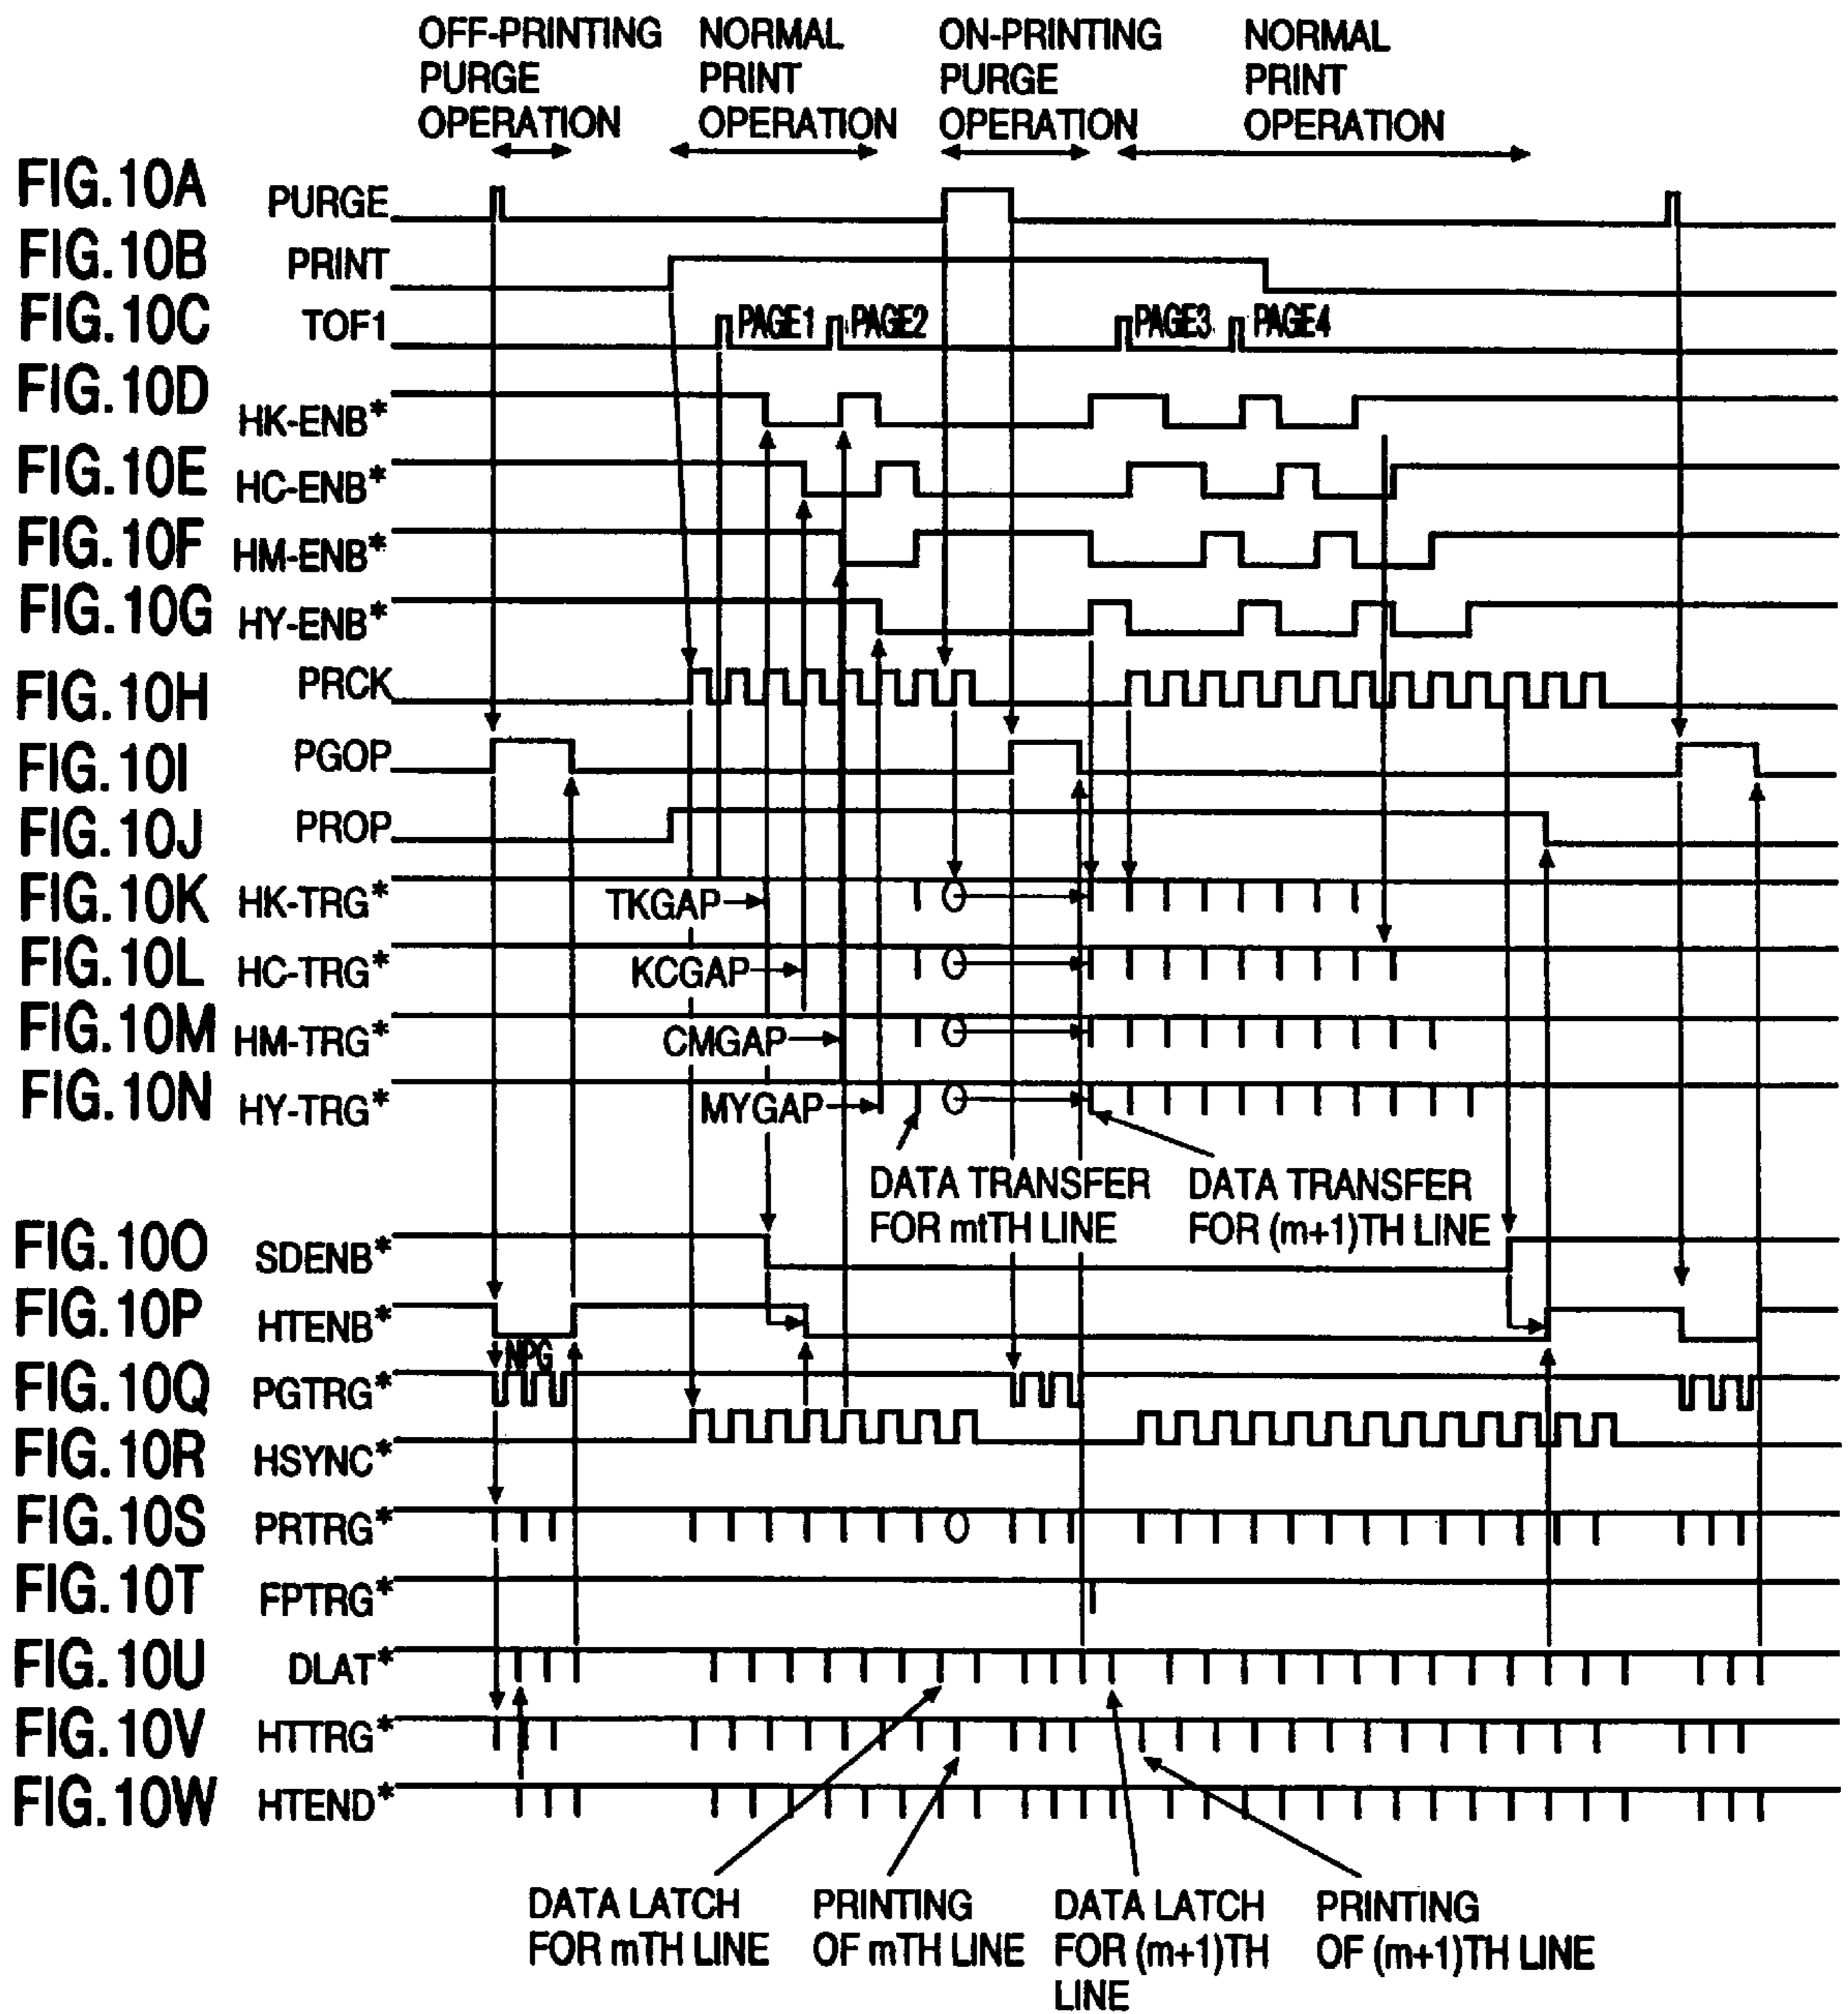 OFF-PRINTING PURGE OPERATION
NORMAL PRINT OPERATION
ON-PRINTING PURGE OPERATION
NORMAL PRINT OPERATION
FIG.10A PURGE
FIG.10B PRINT
FIG.10C TOF1 PAGE1 PAGE2 PAGE3 PAGE4
FIG.10D HK-ENB*
FIG.10E HC-ENB*
FIG.10F HM-ENB*
FIG.10G HY-ENB*
FIG.10H PRCK
FIG.10I PGOP
FIG.10J PROP
FIG.10K HK-TRG* TKGAP
FIG.10L HC-TRG* KCGAP
FIG.10M HM-TRG* CMGAP
FIG.10N HY-TRG* MYGAP
DATA TRANSFER FOR mtTH LINE
DATA TRANSFER FOR (m+1)TH LINE
FIG.10O SDENB*
FIG.10P HTENB*
NPG
FIG.10Q PGTRG*
FIG.10R HSYNC*
FIG.10S PRTRG*
FIG.10T FPTRG*
FIG.10U DLAT*
FIG.10V HTTRG*
FIG.10W HTEND*
DATA LATCH FOR mTH LINE
PRINTING OF mTH LINE
DATA LATCH FOR (m+1)TH LINE
PRINTING OF (m+1)TH LINE